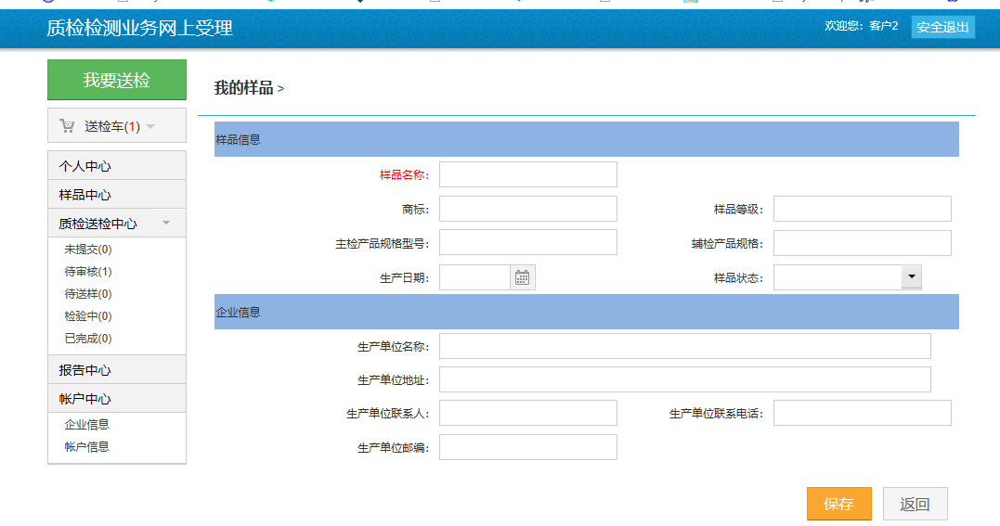 质检检测业务网上受理
欢迎您：客户2 安全退出
我要送检
送检车(1)
个人中心
样品中心
质检送检中心
未提交(0)
待审核(1)
待送样(0)
检验中(0)
已完成(0)
报告中心
帐户中心
企业信息
帐户信息
我的样品 >
样品信息
样品名称：
商标： 样品等级：
主检产品规格型号： 辅检产品规格：
生产日期： 样品状态：
企业信息
生产单位名称：
生产单位地址：
生产单位联系人： 生产单位联系电话：
生产单位邮编：
保存 返回